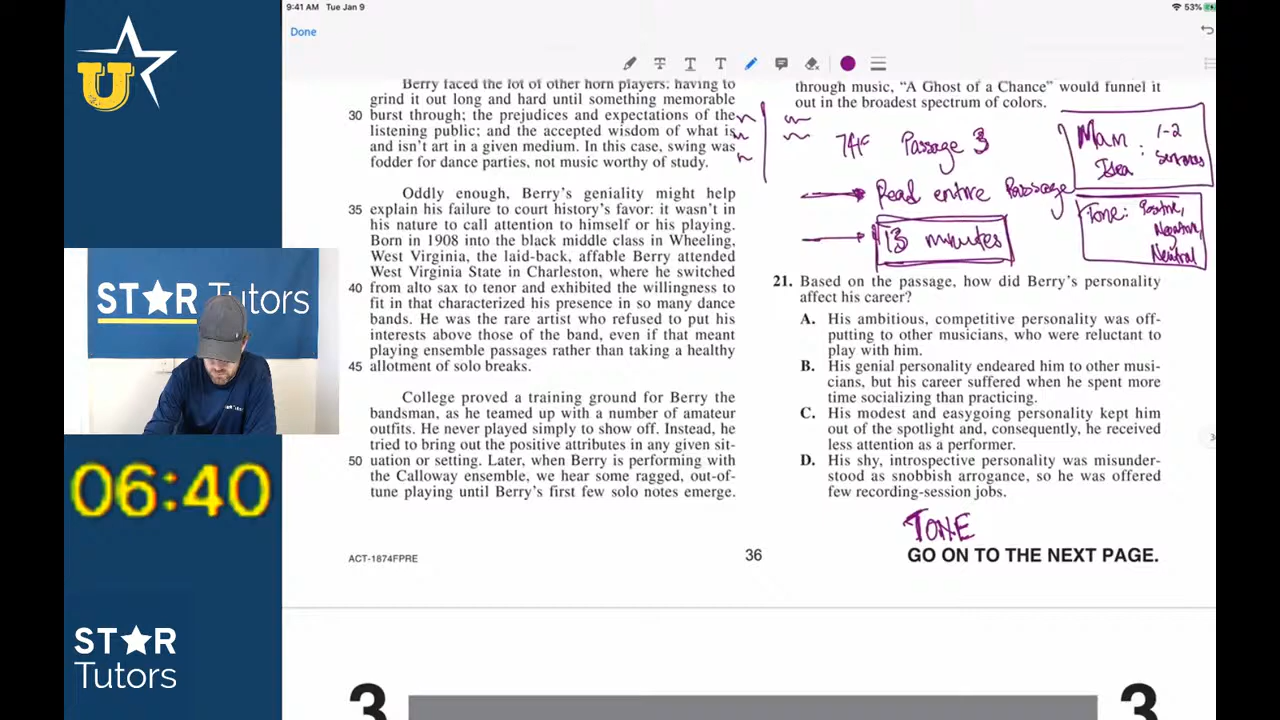 9:41 AM Tue Jan 9
53%
Done
U
STAR Tutors
06:40
STAR
Tutors
Berry faced the lot of other horn players: having to
grind it out long and hard until something memorable
30 burst through; the prejudices and expectations of the
listening public; and the accepted wisdom of what is
and isn't art in a given medium. In this case, swing was
fodder for dance parties, not music worthy of study.
Oddly enough, Berry's geniality might help
35 explain his failure to court history's favor: it wasn't in
his nature to call attention to himself or his playing.
Born in 1908 into the black middle class in Wheeling,
West Virginia, the laid-back, affable Berry attended
West Virginia State in Charleston, where he switched
40 from alto sax to tenor and exhibited the willingness to
fit in that characterized his presence in so many dance
bands. He was the rare artist who refused to put his
interests above those of the band, even if that meant
playing ensemble passages rather than taking a healthy
45 allotment of solo breaks.
College proved a training ground for Berry the
bandsman, as he teamed up with a number of amateur
outfits. He never played simply to show off. Instead, he
tried to bring out the positive attributes in any given sit-
50 uation or setting. Later, when Berry is performing with
the Calloway ensemble, we hear some ragged, out-of-
tune playing until Berry's first few solo notes emerge.
through music, "A Ghost of a Chance" would funnel it
out in the broadest spectrum of colors.
74F Passage 3
Main Idea : 1-2 sentences
Read entire Passage
Tone: Positive,
Negative,
Neutral
13 minutes
21. Based on the passage, how did Berry's personality
affect his career?
A. His ambitious, competitive personality was off-
putting to other musicians, who were reluctant to
play with him.
B. His genial personality endeared him to other musi-
cians, but his career suffered when he spent more
time socializing than practicing.
C. His modest and easygoing personality kept him
out of the spotlight and, consequently, he received
less attention as a performer.
D. His shy, introspective personality was misunder-
stood as snobbish arrogance, so he was offered
few recording-session jobs.
TONE
ACT-1874FPRE
36
GO ON TO THE NEXT PAGE.
3
3